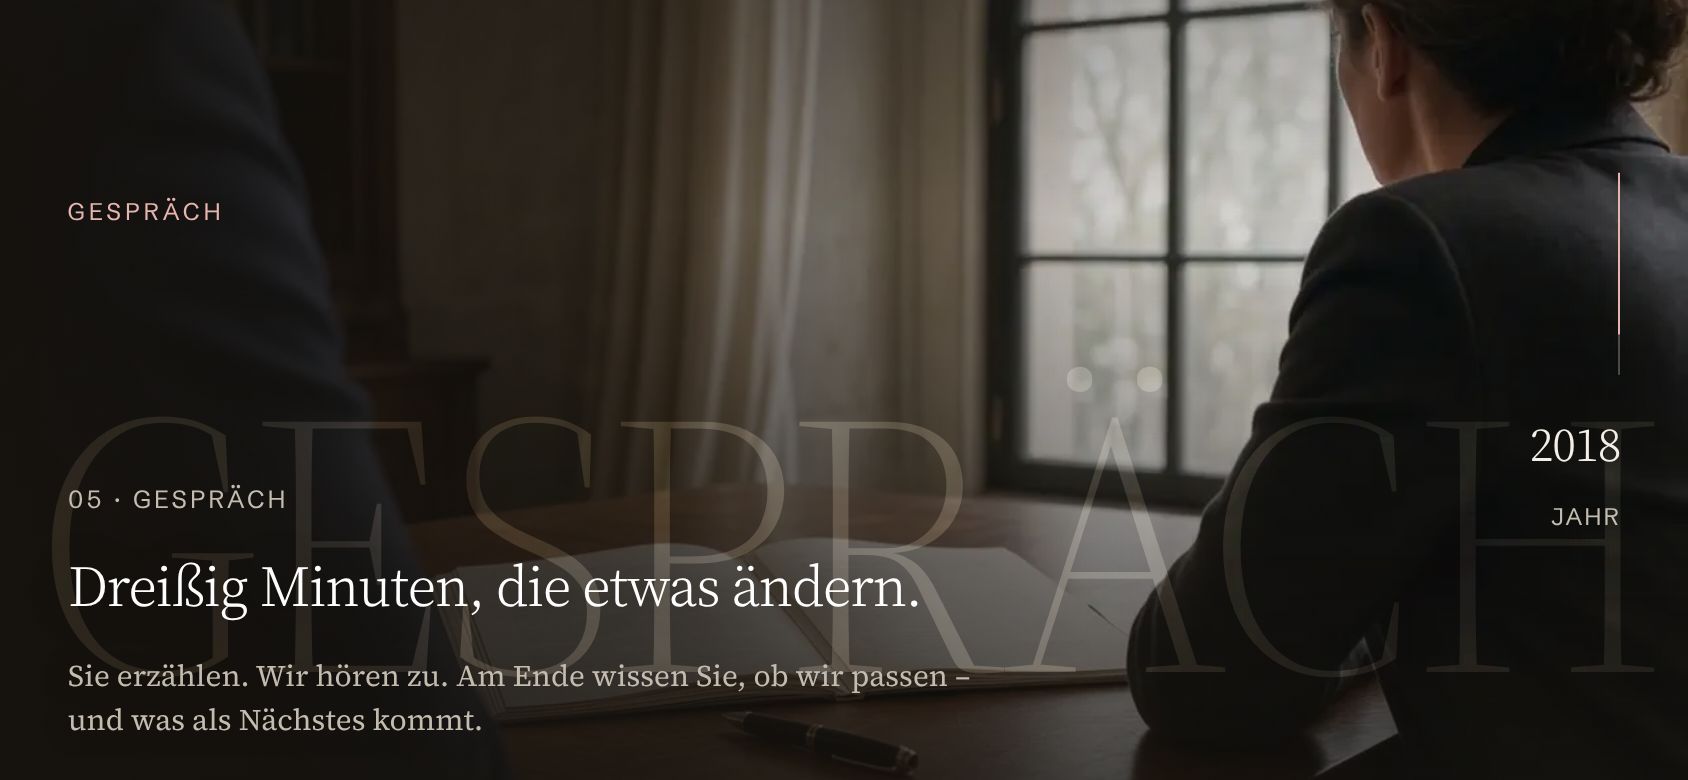 GESPRÄCH
GESPRÄCH
2018
JAHR
05 · GESPRÄCH
Dreißig Minuten, die etwas ändern.
Sie erzählen. Wir hören zu. Am Ende wissen Sie, ob wir passen –
und was als Nächstes kommt.